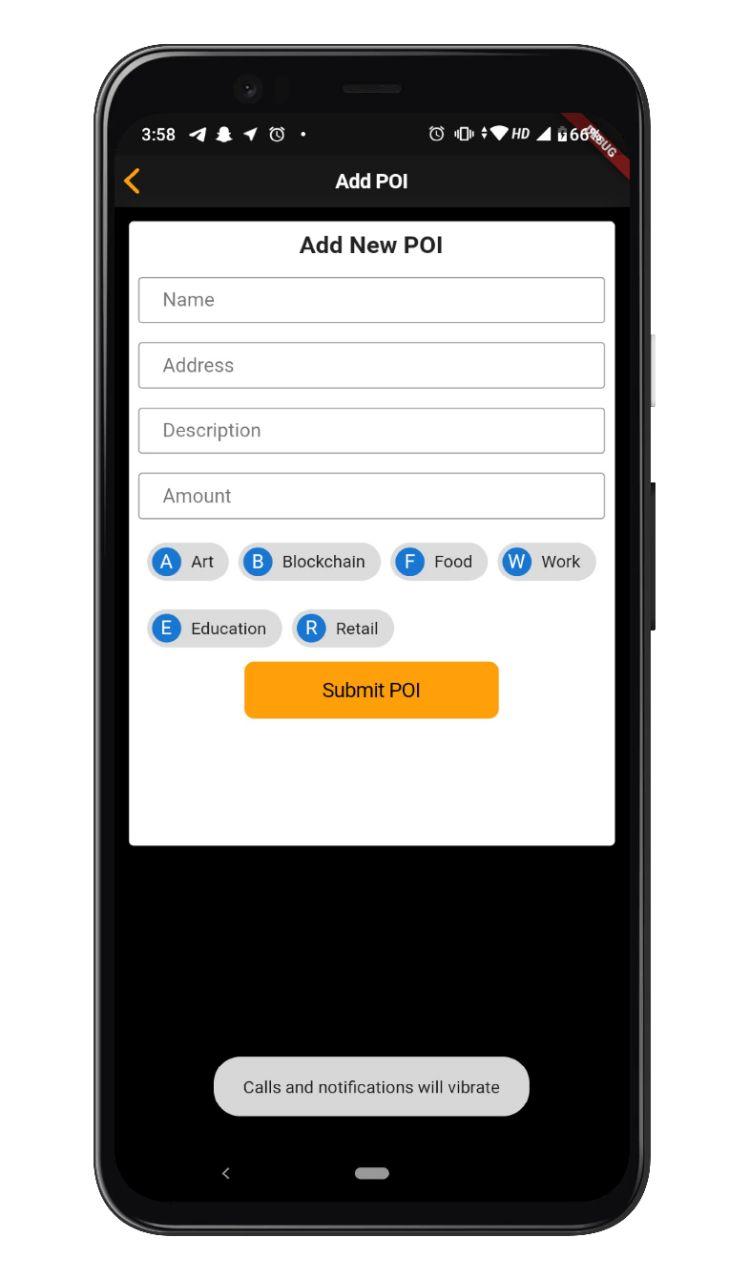 3:58 HD 66%
DEBUG
Add POI
Add New POI
Name
Address
Description
Amount
A Art B Blockchain F Food W Work
E Education R Retail
Submit POI
Calls and notifications will vibrate